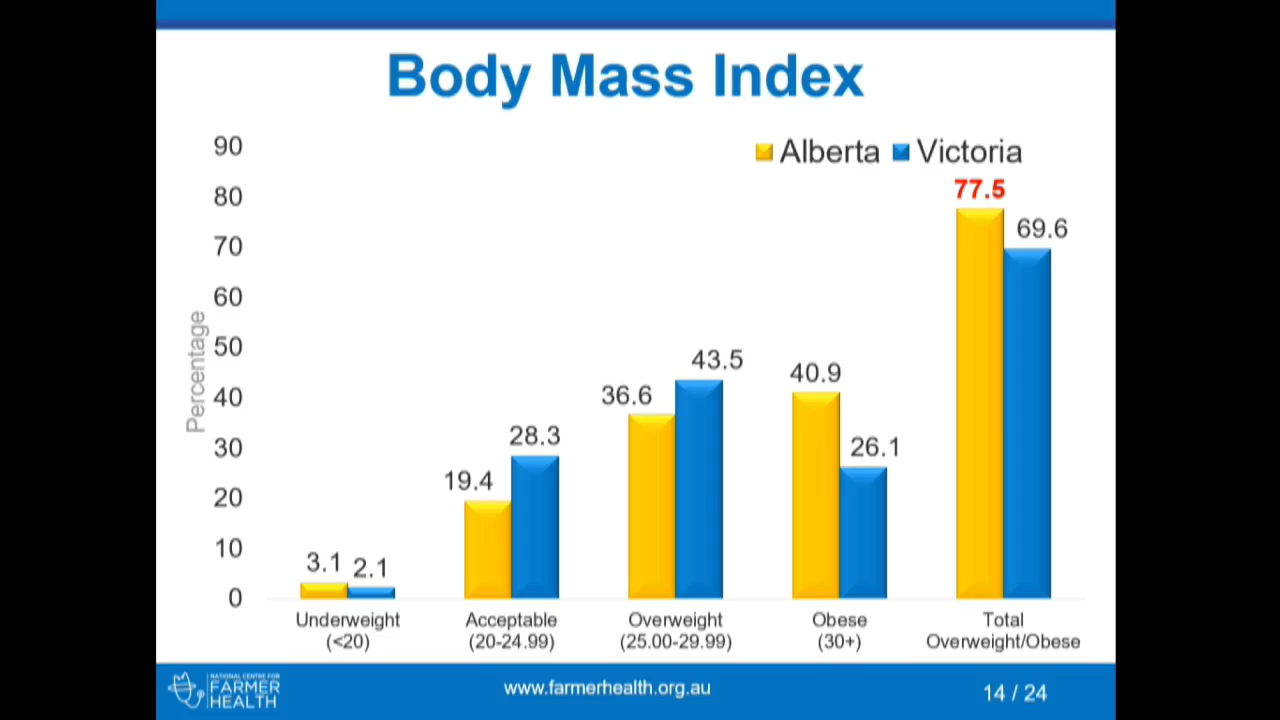 Body Mass Index
Alberta Victoria
Percentage
90
80
70
60
50
40
30
20
10
0
3.1
2.1
19.4
28.3
36.6
43.5
40.9
26.1
77.5
69.6
Underweight
(<20)
Acceptable
(20-24.99)
Overweight
(25.00-29.99)
Obese
(30+)
Total
Overweight/Obese
NATIONAL CENTRE FOR
FARMER
HEALTH
www.farmerhealth.org.au
14 / 24